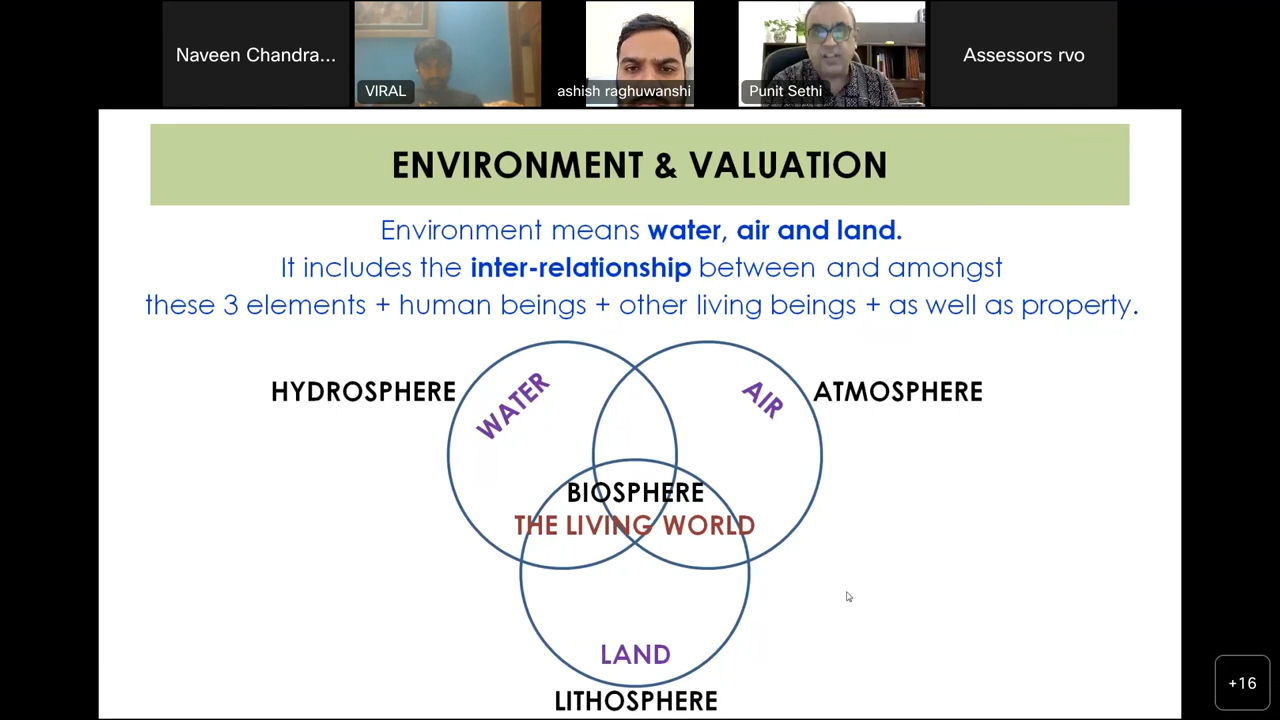 Naveen Chandra...
VIRAL
ashish raghuwanshi
Punit Sethi
Assessors rvo
ENVIRONMENT & VALUATION
Environment means water, air and land.
It includes the inter-relationship between and amongst
these 3 elements + human beings + other living beings + as well as property.
HYDROSPHERE
WATER
AIR
ATMOSPHERE
BIOSPHERE
THE LIVING WORLD
LAND
LITHOSPHERE
+16